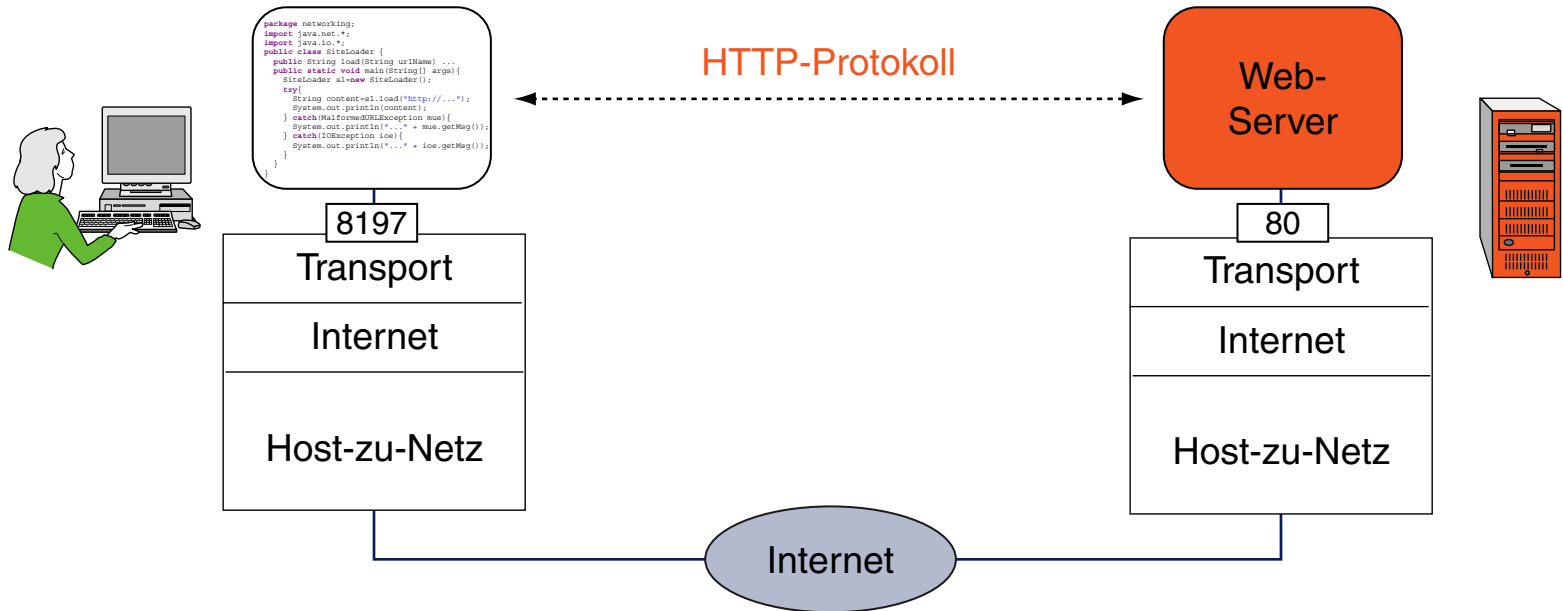 package networking;
import java.net.*;
import java.io.*;
public class SiteLoader {
public String load(String urlName) ...
public static void main(String[] args){
SiteLoader sl=new SiteLoader();
try{
String content=sl.load("http://...");
System.out.println(content);
} catch(MalformedURLException mue){
System.out.println("..." + mue.getMsg());
} catch(IOException ioe){
System.out.println("..." + ioe.getMsg());
}
}
}
HTTP-Protokoll
Web-
Server
8197
Transport
Internet
Host-zu-Netz
80
Transport
Internet
Host-zu-Netz
Internet